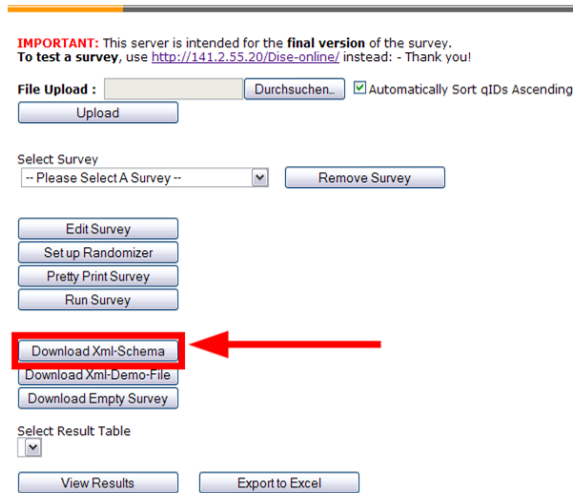 IMPORTANT: This server is intended for the final version of the survey.
To test a survey, use http://141.2.55.20/Dise-online/ instead: - Thank you!
File Upload : Durchsuchen... Automatically Sort qIDs Ascending
Upload
Select Survey
-- Please Select A Survey -- Remove Survey
Edit Survey
Set up Randomizer
Pretty Print Survey
Run Survey
Download Xml-Schema
Download Xml-Demo-File
Download Empty Survey
Select Result Table
View Results Export to Excel